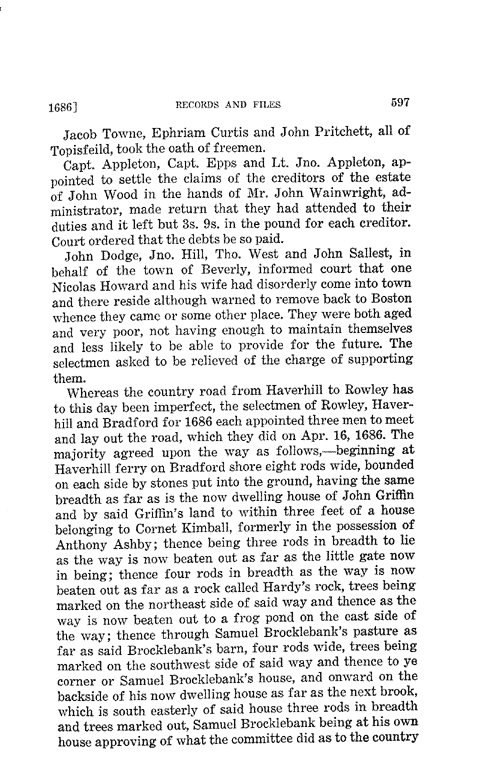 1686] RECORDS AND FILES 597
Jacob Towne, Ephriam Curtis and John Pritchett, all of
Topisfeild, took the oath of freemen.
Capt. Appleton, Capt. Epps and Lt. Jno. Appleton, ap-
pointed to settle the claims of the creditors of the estate
of John Wood in the hands of Mr. John Wainwright, ad-
ministrator, made return that they had attended to their
duties and it left but 3s. 9s. in the pound for each creditor.
Court ordered that the debts be so paid.
John Dodge, Jno. Hill, Tho. West and John Sallest, in
behalf of the town of Beverly, informed court that one
Nicolas Howard and his wife had disorderly come into town
and there reside although warned to remove back to Boston
whence they came or some other place. They were both aged
and very poor, not having enough to maintain themselves
and less likely to be able to provide for the future. The
selectmen asked to be relieved of the charge of supporting
them.
Whereas the country road from Haverhill to Rowley has
to this day been imperfect, the selectmen of Rowley, Haver-
hill and Bradford for 1686 each appointed three men to meet
and lay out the road, which they did on Apr. 16, 1686. The
majority agreed upon the way as follows,—beginning at
Haverhill ferry on Bradford shore eight rods wide, bounded
on each side by stones put into the ground, having the same
breadth as far as is the now dwelling house of John Griffin
and by said Griffin's land to within three feet of a house
belonging to Cornet Kimball, formerly in the possession of
Anthony Ashby; thence being three rods in breadth to lie
as the way is now beaten out as far as the little gate now
in being; thence four rods in breadth as the way is now
beaten out as far as a rock called Hardy's rock, trees being
marked on the northeast side of said way and thence as the
way is now beaten out to a frog pond on the east side of
the way; thence through Samuel Brocklebank's pasture as
far as said Brocklebank's barn, four rods wide, trees being
marked on the southwest side of said way and thence to ye
corner or Samuel Brocklebank's house, and onward on the
backside of his now dwelling house as far as the next brook,
which is south easterly of said house three rods in breadth
and trees marked out, Samuel Brocklebank being at his own
house approving of what the committee did as to the country